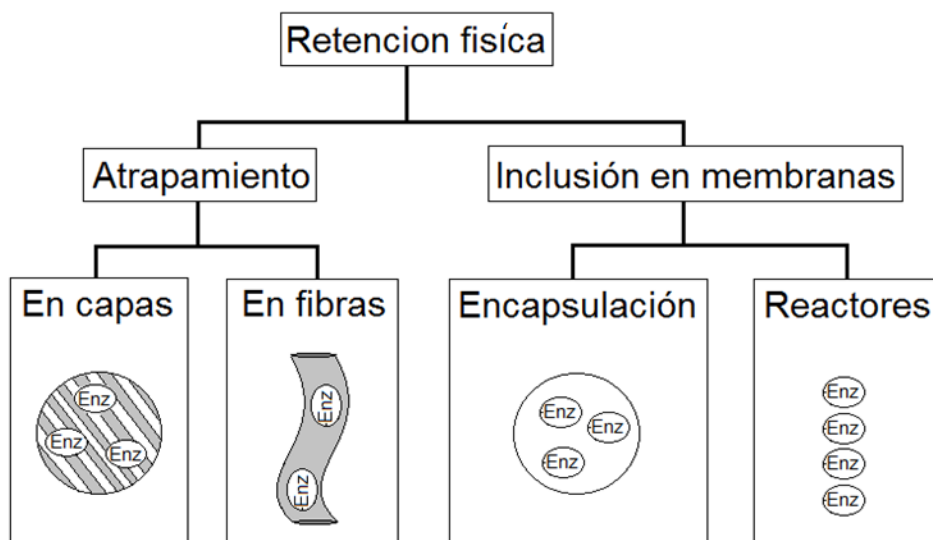 Retencion fisíca
Atrapamiento
Inclusión en membranas
En capas
En fibras
Encapsulación
Reactores
Enz
Enz
Enz
Enz
Enz
Enz
Enz
Enz
Enz
Enz
Enz
Enz